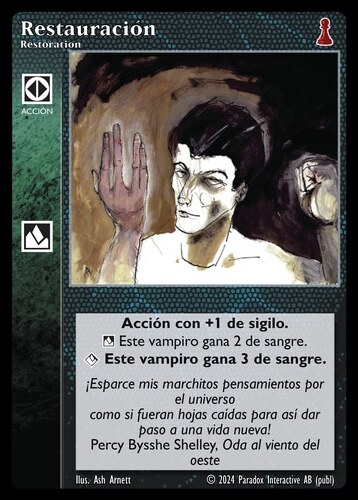 Restauración
Restoration
ACCIÓN
Acción con +1 de sigilo.
Este vampiro gana 2 de sangre.
Este vampiro gana 3 de sangre.
¡Esparce mis marchitos pensamientos por
el universo
como si fueran hojas caídas para así dar
paso a una vida nueva!
Percy Bysshe Shelley, Oda al viento del
oeste
Ilus. Ash Arnett
© 2024 Paradox Interactive AB (publ)